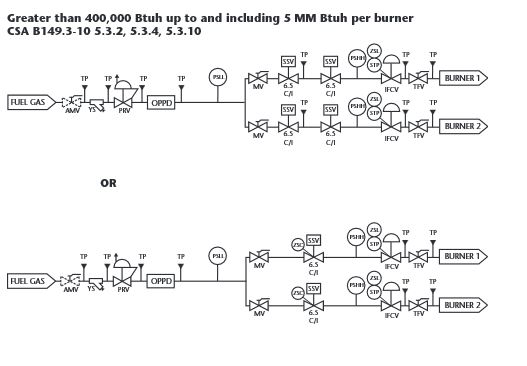 Greater than 400,000 Btuh up to and including 5 MM Btuh per burner
CSA B149.3-10 5.3.2, 5.3.4, 5.3.10
FUEL GAS
TP
AMV
YS
TP
PRV
TP
OPPD
TP
PSLL
MV
SSV
6.5
C/I
TP
SSV
6.5
C/I
PSHH
ZSL
STP
IFCV
TP
TFV
TP
BURNER 1
MV
SSV
6.5
C/I
TP
SSV
6.5
C/I
PSHH
ZSL
STP
IFCV
TP
TFV
TP
BURNER 2
OR
FUEL GAS
TP
AMV
YS
TP
PRV
TP
OPPD
TP
PSLL
MV
ZSC
SSV
6.5
C/I
PSHH
ZSL
STP
IFCV
TP
TFV
TP
BURNER 1
MV
ZSC
SSV
6.5
C/I
PSHH
ZSL
STP
IFCV
TP
TFV
TP
BURNER 2